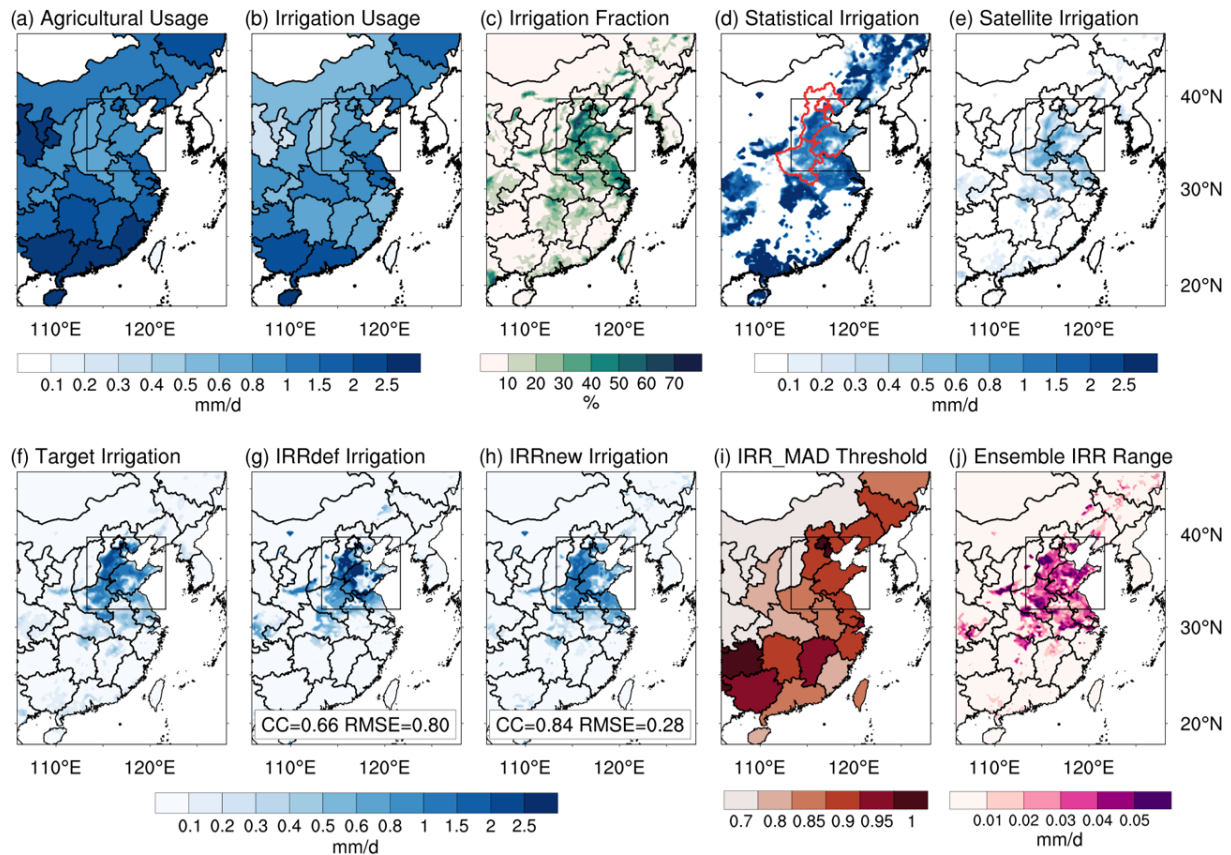 (a) Agricultural Usage
(b) Irrigation Usage
(c) Irrigation Fraction
(d) Statistical Irrigation
(e) Satellite Irrigation
40°N
30°N
20°N
110°E 120°E
110°E 120°E
110°E 120°E
110°E 120°E
110°E 120°E
0.1 0.2 0.3 0.4 0.5 0.6 0.8 1 1.5 2 2.5
mm/d
10 20 30 40 50 60 70
%
0.1 0.2 0.3 0.4 0.5 0.6 0.8 1 1.5 2 2.5
mm/d
(f) Target Irrigation
(g) IRRdef Irrigation
(h) IRRnew Irrigation
(i) IRR_MAD Threshold
(j) Ensemble IRR Range
40°N
30°N
20°N
CC=0.66 RMSE=0.80
CC=0.84 RMSE=0.28
110°E 120°E
110°E 120°E
110°E 120°E
110°E 120°E
110°E 120°E
0.1 0.2 0.3 0.4 0.6 0.8 1 1.5 2 2.5
mm/d
0.7 0.8 0.85 0.9 0.95 1
0.01 0.02 0.03 0.04 0.05
mm/d